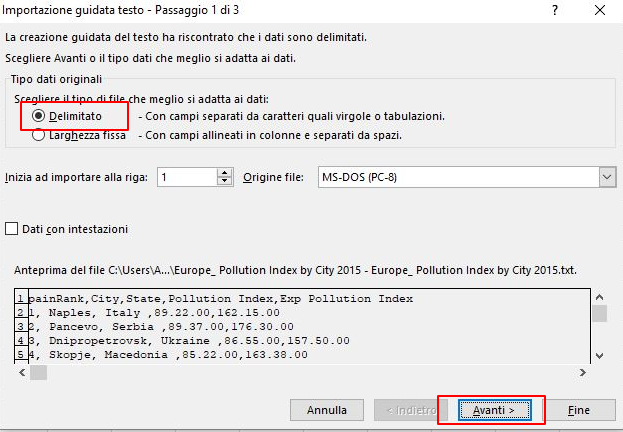 Importazione guidata testo - Passaggio 1 di 3
?
La creazione guidata del testo ha riscontrato che i dati sono delimitati.
Scegliere Avanti o il tipo dati che meglio si adatta ai dati.
Tipo dati originali
Scegliere il tipo di file che meglio si adatta ai dati:
Delimitato - Con campi separati da caratteri quali virgole o tabulazioni.
Larghezza fissa - Con campi allineati in colonne e separati da spazi.
Inizia ad importare alla riga: 1 Origine file: MS-DOS (PC-8)
Dati con intestazioni
Anteprima del file C:\Users\A...\Europe_ Pollution Index by City 2015 - Europe_ Pollution Index by City 2015.txt.
1 painRank,City,State,Pollution Index,Exp Pollution Index
2 1, Naples, Italy ,89.22.00,162.15.00
3 2, Pancevo, Serbia ,89.37.00,176.30.00
4 3, Dnipropetrovsk, Ukraine ,86.55.00,157.50.00
5 4, Skopje, Macedonia ,85.22.00,163.38.00
Annulla < Indietro Avanti > Fine